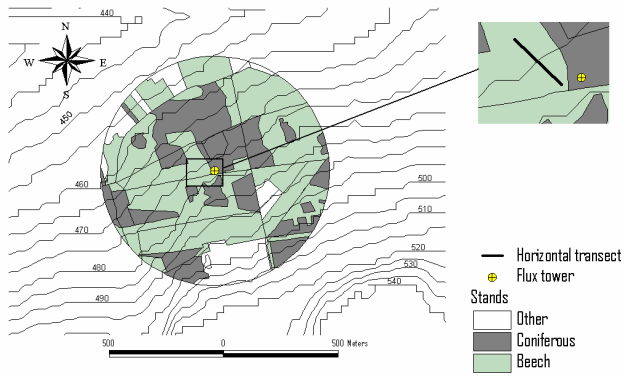 440
N
W E
S
450
460
500
510
470
520
480
530
490
540
500 0 500 Meters
Horizontal transect
Flux tower
Stands
Other
Coniferous
Beech